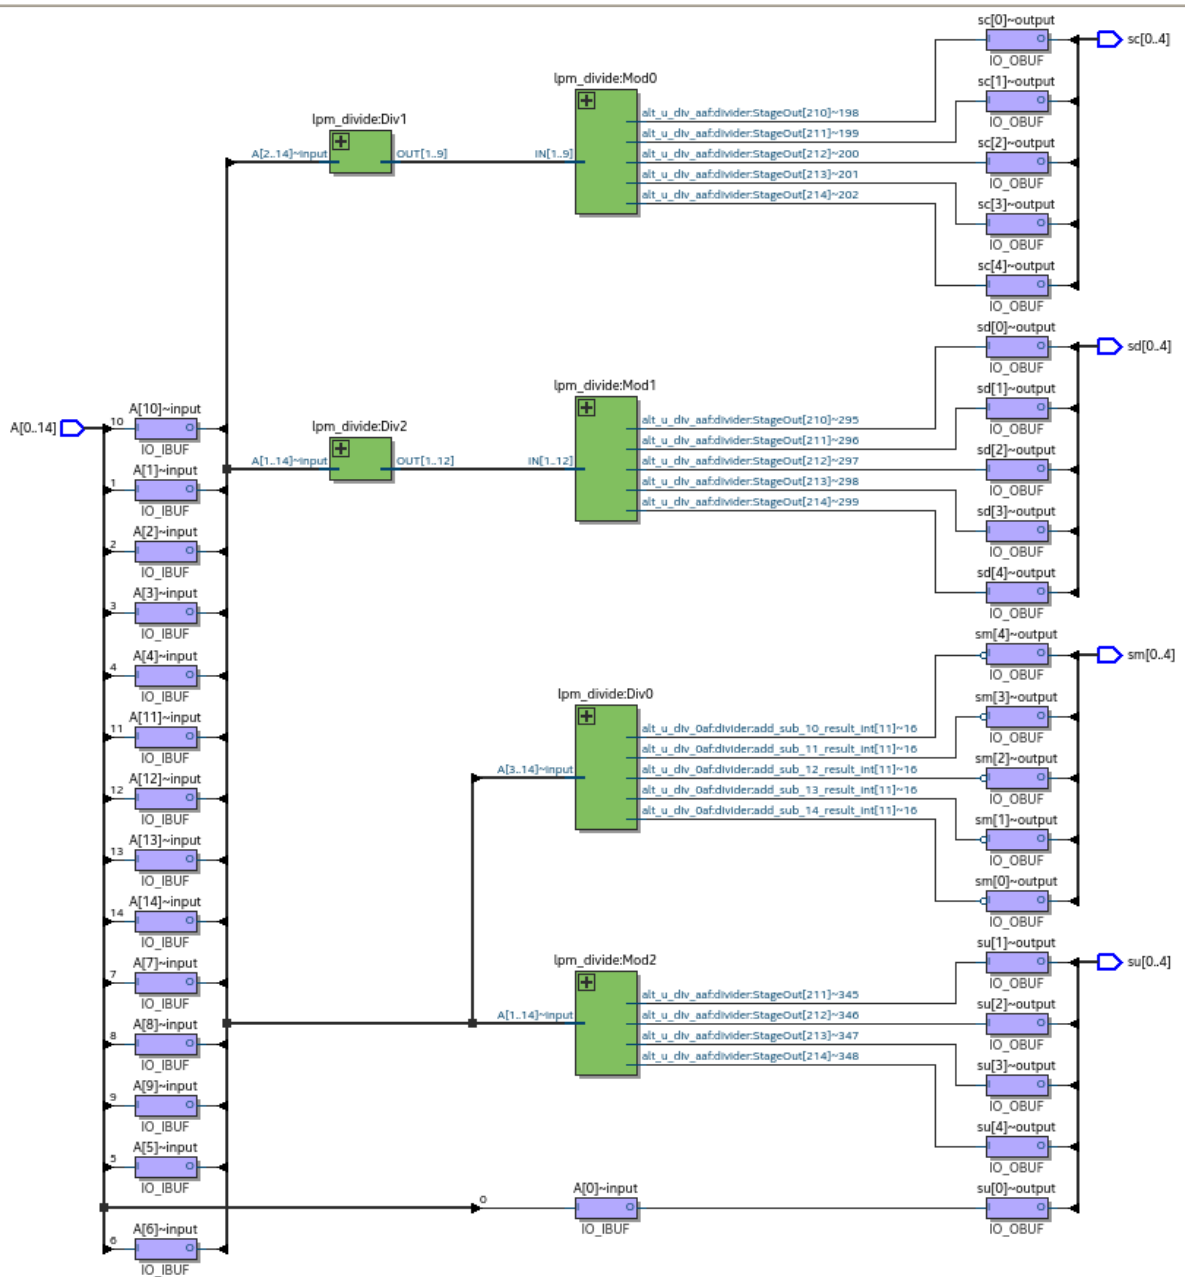 sc[0]~output
sc[0..4]
IO_OBUF
lpm_divide:Mod0
sc[1]~output
alt_u_div_aaf:divider:StageOut[210]~198
IO_OBUF
lpm_divide:Div1
alt_u_div_aaf:divider:StageOut[211]~199
sc[2]~output
A[2..14]~input
OUT[1..9]
IN[1..9]
alt_u_div_aaf:divider:StageOut[212]~200
alt_u_div_aaf:divider:StageOut[213]~201
IO_OBUF
alt_u_div_aaf:divider:StageOut[214]~202
sc[3]~output
IO_OBUF
sc[4]~output
IO_OBUF
sd[0]~output
sd[0..4]
IO_OBUF
lpm_divide:Mod1
sd[1]~output
A[10]~input
A[0..14]
10
IO_IBUF
lpm_divide:Div2
alt_u_div_aaf:divider:StageOut[210]~295
IO_OBUF
alt_u_div_aaf:divider:StageOut[211]~296
sd[2]~output
A[1..14]~input
OUT[1..12]
IN[1..12]
alt_u_div_aaf:divider:StageOut[212]~297
A[1]~input
1
IO_IBUF
alt_u_div_aaf:divider:StageOut[213]~298
IO_OBUF
alt_u_div_aaf:divider:StageOut[214]~299
sd[3]~output
A[2]~input
2
IO_IBUF
IO_OBUF
sd[4]~output
A[3]~input
3
IO_IBUF
IO_OBUF
sm[4]~output
sm[0..4]
A[4]~input
4
IO_IBUF
IO_OBUF
lpm_divide:Div0
sm[3]~output
A[11]~input
11
IO_IBUF
alt_u_div_0af:divider:add_sub_10_result_int[11]~16
IO_OBUF
alt_u_div_0af:divider:add_sub_11_result_int[11]~16
sm[2]~output
A[3..14]~input
alt_u_div_0af:divider:add_sub_12_result_int[11]~16
A[12]~input
12
IO_IBUF
alt_u_div_0af:divider:add_sub_13_result_int[11]~16
IO_OBUF
alt_u_div_0af:divider:add_sub_14_result_int[11]~16
sm[1]~output
A[13]~input
13
IO_IBUF
IO_OBUF
sm[0]~output
A[14]~input
14
IO_IBUF
IO_OBUF
su[1]~output
su[0..4]
A[7]~input
7
IO_IBUF
lpm_divide:Mod2
IO_OBUF
alt_u_div_aaf:divider:StageOut[211]~345
su[2]~output
A[1..14]~input
alt_u_div_aaf:divider:StageOut[212]~346
A[8]~input
8
IO_IBUF
alt_u_div_aaf:divider:StageOut[213]~347
IO_OBUF
alt_u_div_aaf:divider:StageOut[214]~348
su[3]~output
A[9]~input
9
IO_IBUF
IO_OBUF
su[4]~output
A[5]~input
5
IO_IBUF
IO_OBUF
0
A[0]~input
IO_IBUF
su[0]~output
IO_OBUF
A[6]~input
6
IO_IBUF